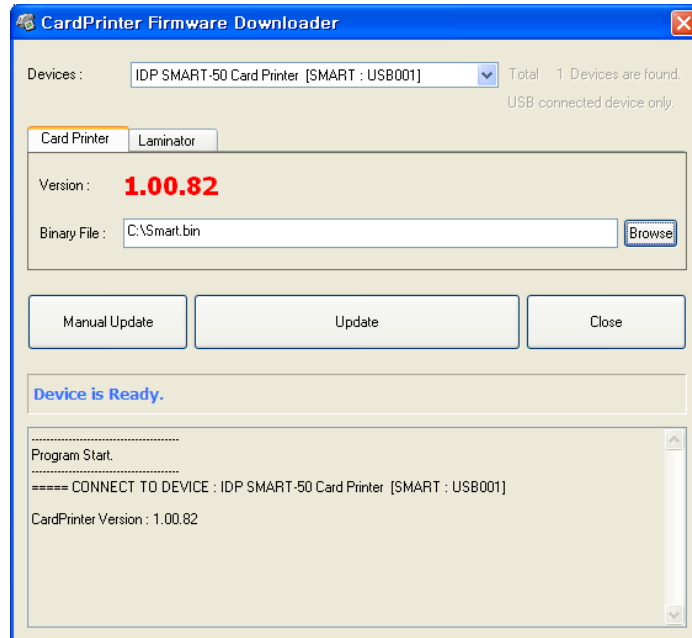 CardPrinter Firmware Downloader
Devices : IDP SMART-50 Card Printer [SMART : USB001] Total 1 Devices are found.
USB connected device only.
Card Printer Laminator
Version : 1.00.82
Binary File : C:\Smart.bin Browse
Manual Update Update Close
Device is Ready.
----------------------------------------
Program Start.
----------------------------------------
===== CONNECT TO DEVICE : IDP SMART-50 Card Printer [SMART : USB001]
CardPrinter Version : 1.00.82